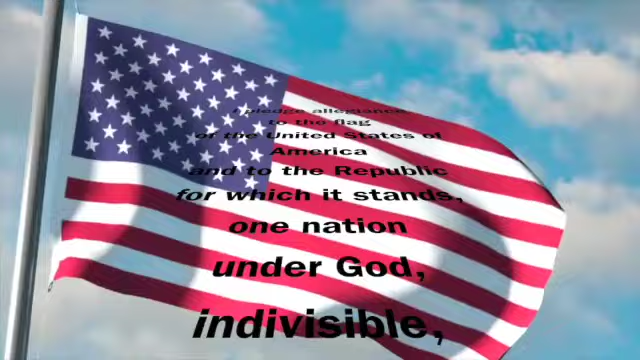 I pledge allegiance
to the flag
of the United States of
America
and to the Republic
for which it stands,
one nation
under God,
indivisible,